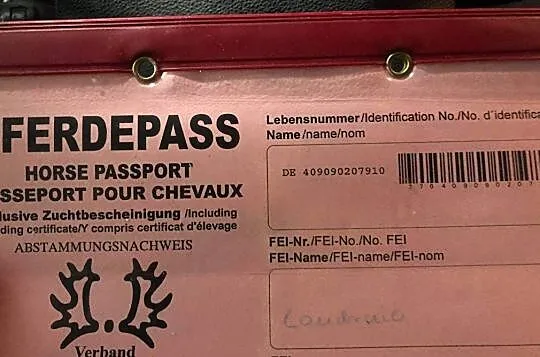 FERDEPASS
HORSE PASSPORT
SSEPORT POUR CHEVAUX
lusive Zuchtbescheinigung /Including
ding certificate/Y compris certificat d'élevage
ABSTAMMUNGSNACHWEIS
Verband
Lebensnummer/Identification No./No. d'identifica
Name/name/nom
DE 409090207910
FEI-Nr./FEI-No./No. FEI
FEI-Name/FEI-name/FEI-nom